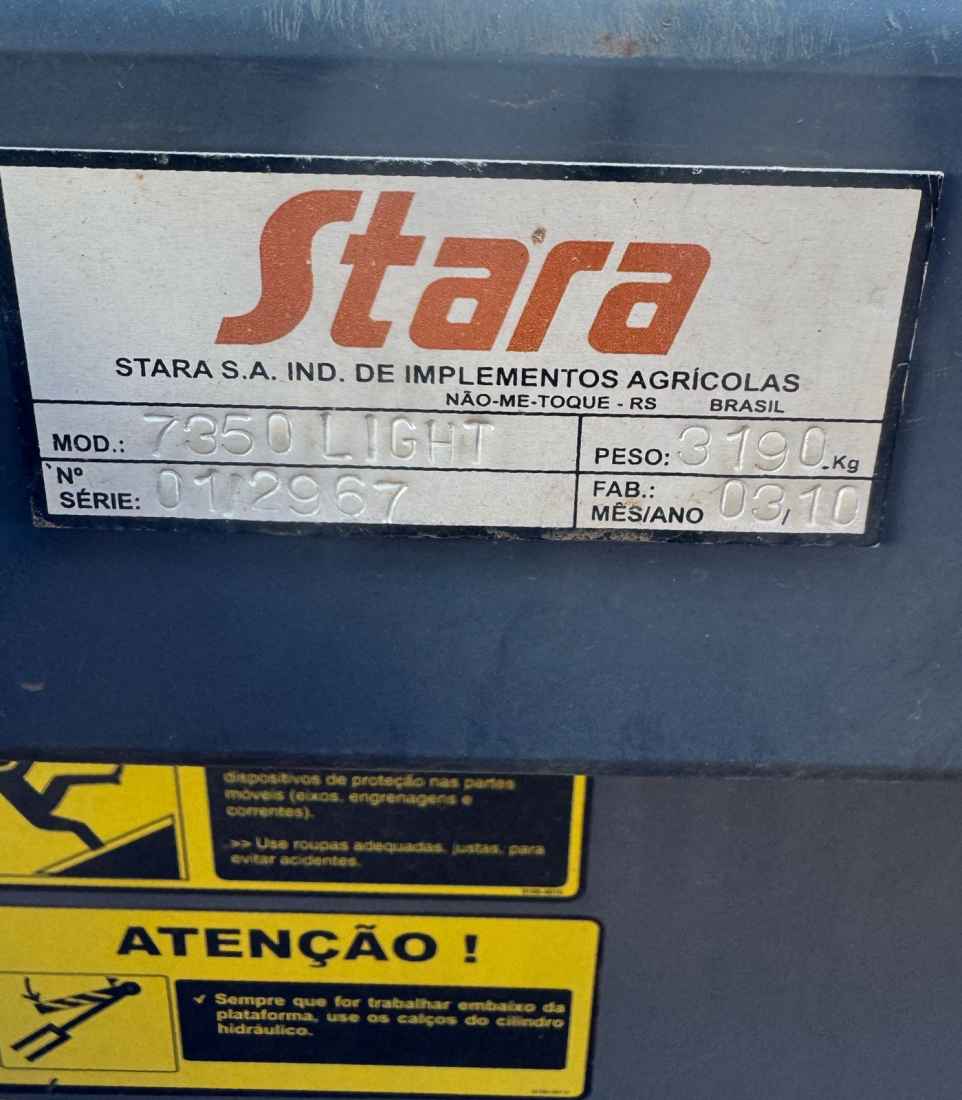 Stara
STARA S.A. IND. DE IMPLEMENTOS AGRÍCOLAS
NÃO-ME-TOQUE - RS BRASIL
MOD.: 7350 LIGHT
PESO: 3190.Kg
Nº
SÉRIE: 01/2967
FAB.:
MÊS/ANO 03/10
dispositivos de proteção nas partes
móveis (eixos, engrenagens e
correntes).
>> Use roupas adequadas, justas, para
evitar acidentes.
ATENÇÃO !
✓ Sempre que for trabalhar embaixo da
plataforma, use os calços do cilindro
hidráulico.